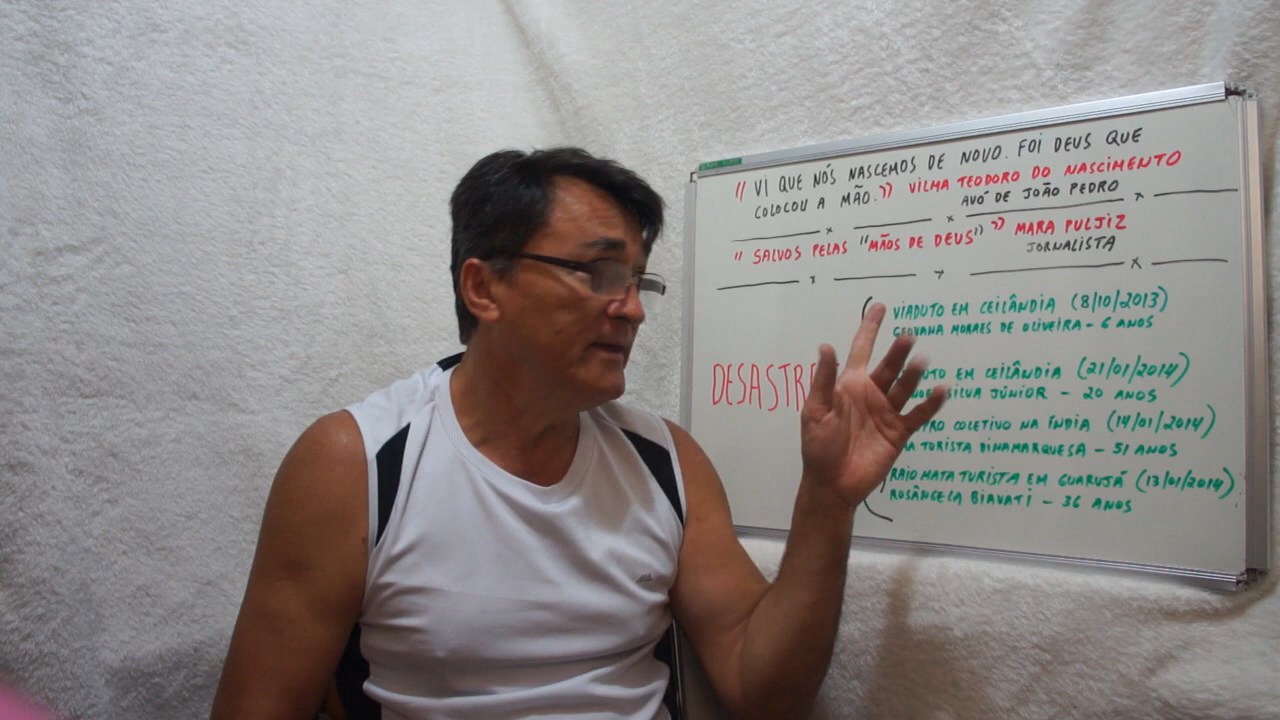 " VI QUE NÓS NASCEMOS DE NOVO. FOI DEUS QUE
COLOCOU A MÃO." VILMA TEODORO DO NASCIMENTO
AVÓ DE JOÃO PEDRO
" SALVOS PELAS "MÃOS DE DEUS" " MARA PULJIZ
JORNALISTA
VIADUTO EM CEILÂNDIA (8/10/2013)
GEOVANA MORAES DE OLIVEIRA - 6 ANOS
DESASTRE
EM CEILÂNDIA (21/01/2014)
SILVA JÚNIOR - 20 ANOS
COLETIVO NA ÍNDIA (14/01/2014)
TURISTA DINAMARQUESA - 51 ANOS
RAIO MATA TURISTA EM GUARUJÁ (13/01/2014)
ROSÂNGELA BIAVATI - 36 ANOS